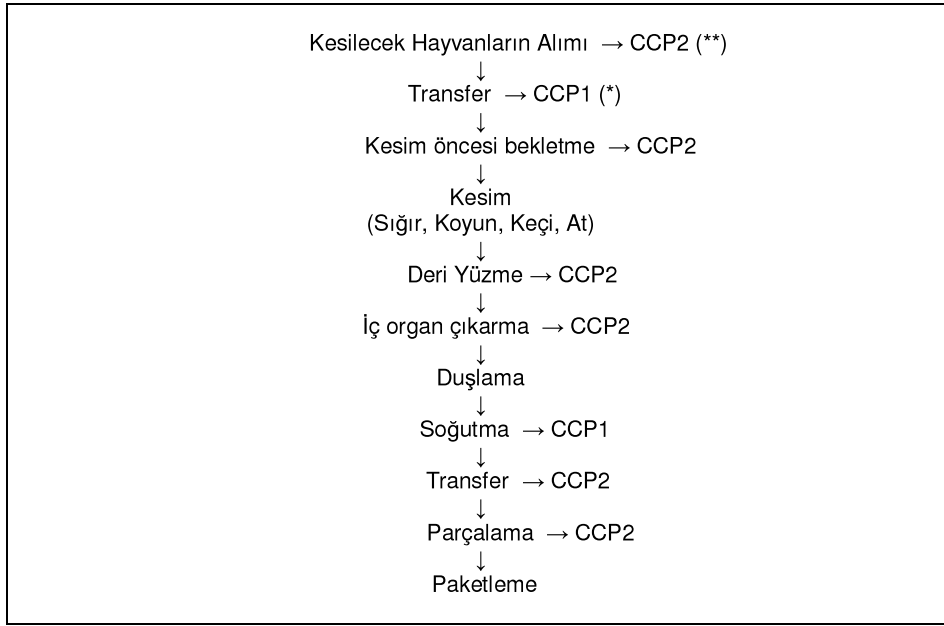 Kesilecek Hayvanların Alımı → CCP2 (**)
↓
Transfer → CCP1 (*)
↓
Kesim öncesi bekletme → CCP2
↓
Kesim
(Sığır, Koyun, Keçi, At)
↓
Deri Yüzme → CCP2
↓
İç organ çıkarma → CCP2
↓
Duşlama
↓
Soğutma → CCP1
↓
Transfer → CCP2
↓
Parçalama → CCP2
↓
Paketleme